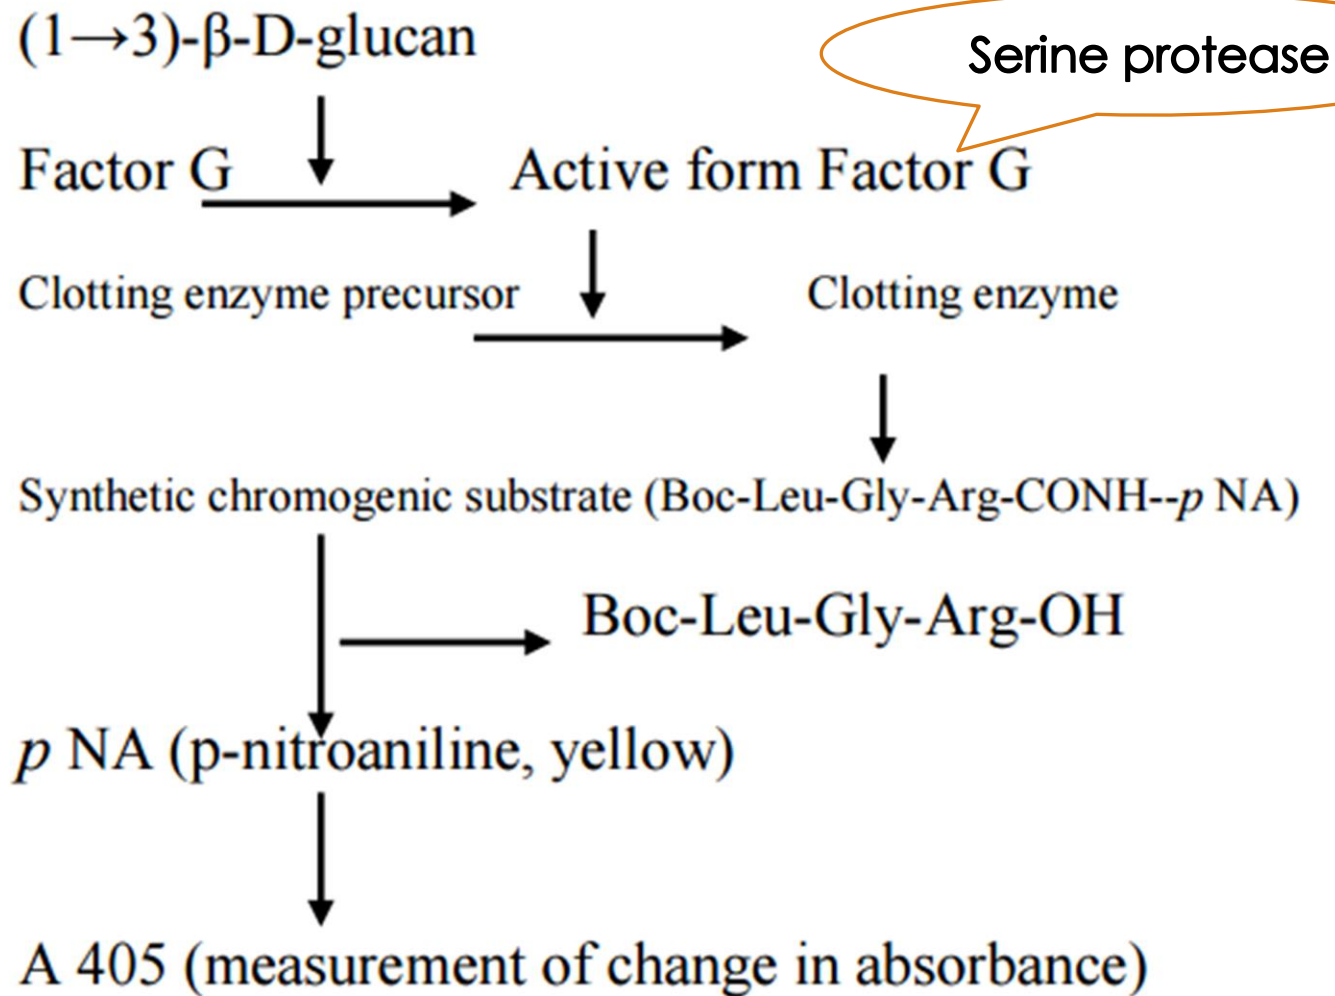 (1→3)-β-D-glucan
Serine protease
Factor G
Active form Factor G
Clotting enzyme precursor
Clotting enzyme
Synthetic chromogenic substrate (Boc-Leu-Gly-Arg-CONH--p NA)
Boc-Leu-Gly-Arg-OH
p NA (p-nitroaniline, yellow)
A 405 (measurement of change in absorbance)